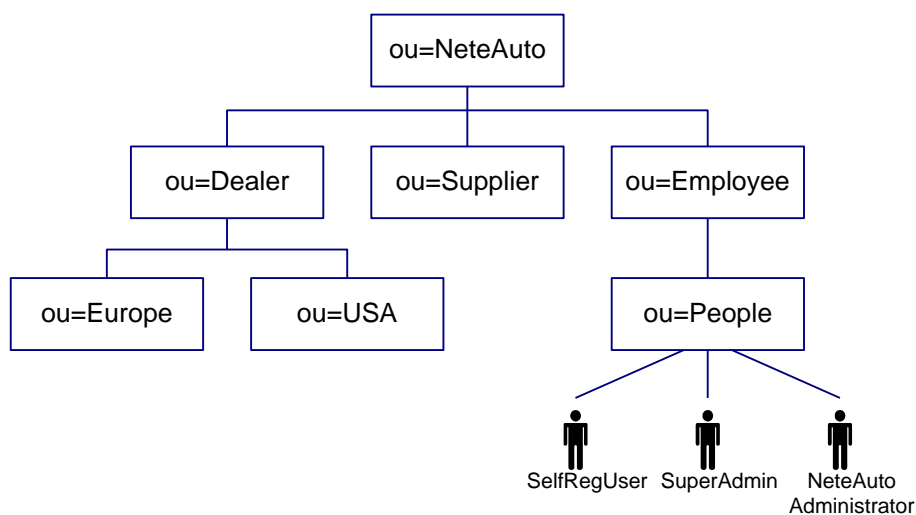 ou=NeteAuto
ou=Dealer
ou=Supplier
ou=Employee
ou=Europe
ou=USA
ou=People
SelfRegUser
SuperAdmin
NeteAuto
Administrator